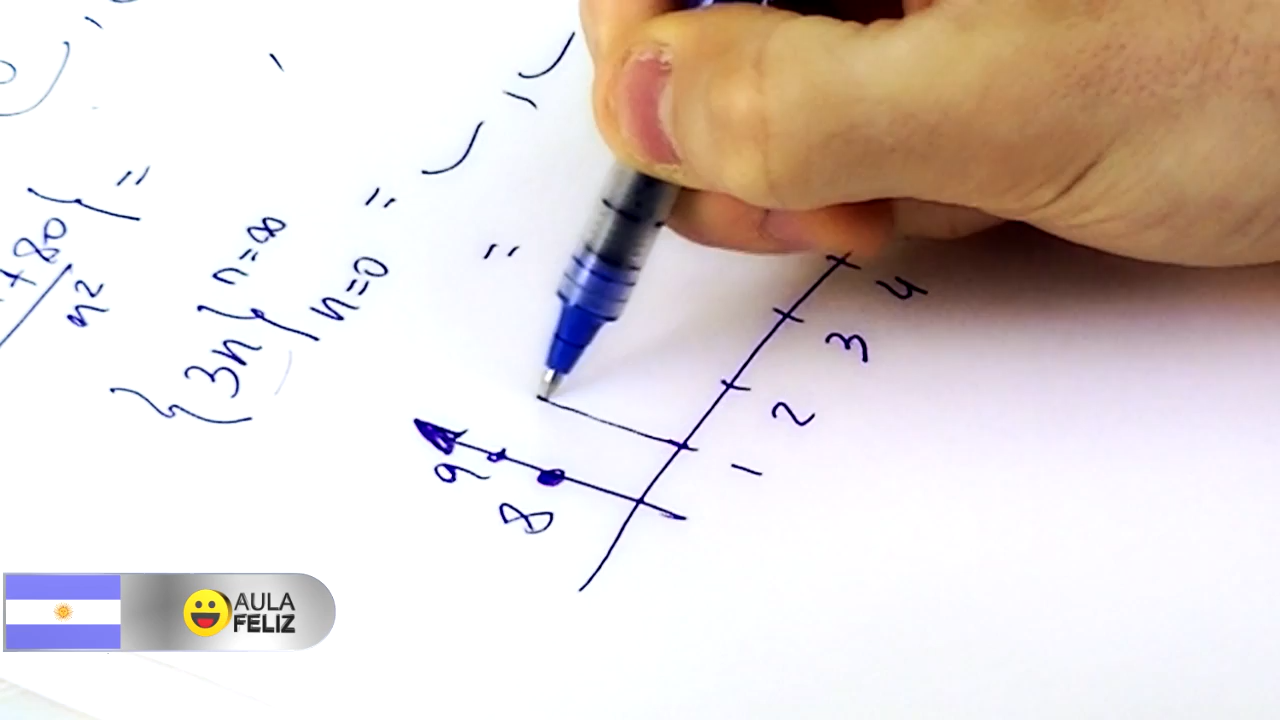 + 80 } =
n²
{3n} n=∞ =
n=0
9
8
1 2 3 4
AULA
FELIZ